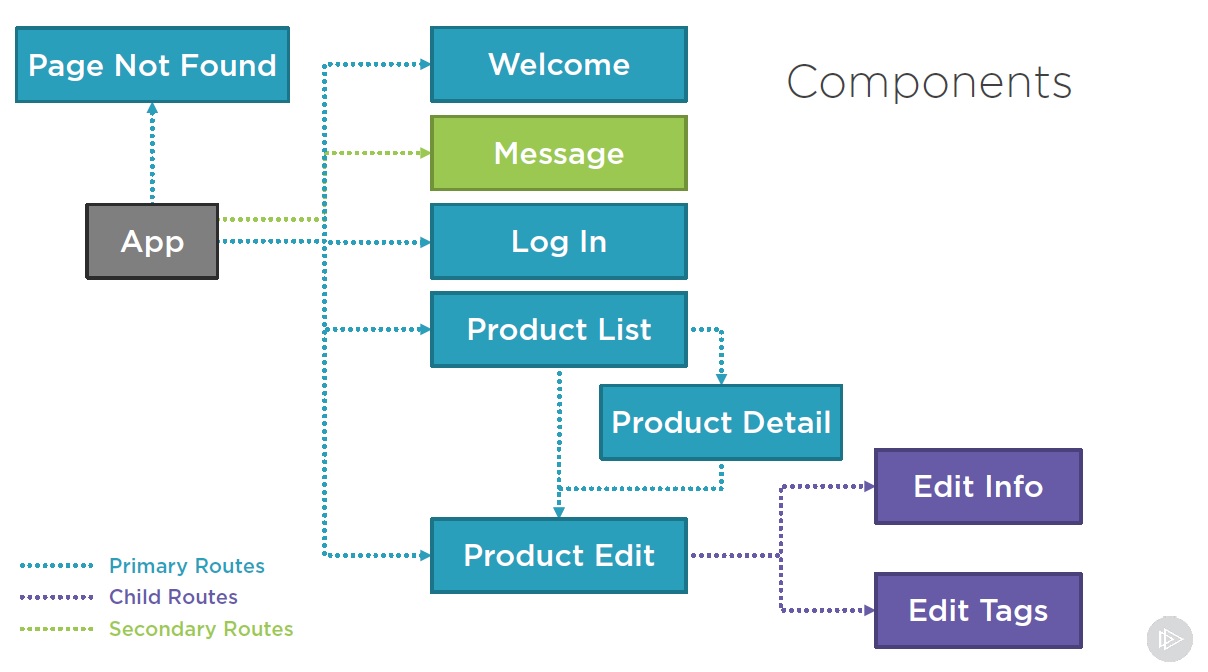 Page Not Found
Welcome
Components
Message
App
Log In
Product List
Product Detail
Edit Info
Product Edit
Edit Tags
Primary Routes
Child Routes
Secondary Routes